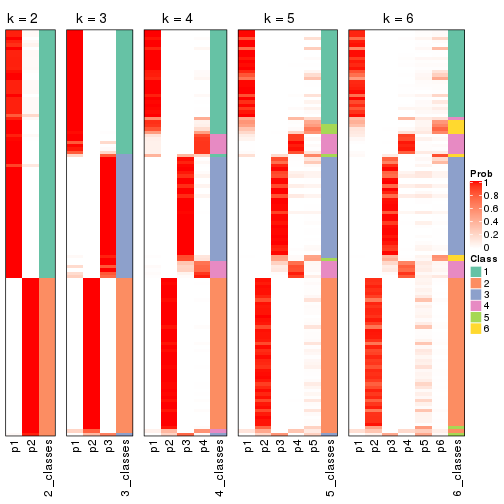 k = 2
k = 3
k = 4
k = 5
k = 6
Prob
1
0.8
0.6
0.4
0.2
0
Class
1
2
3
4
5
6
p1 p2 2_classes
p1 p2 p3 3_classes
p1 p2 p3 p4 4_classes
p1 p2 p3 p4 p5 5_classes
p1 p2 p3 p4 p5 p6 6_classes